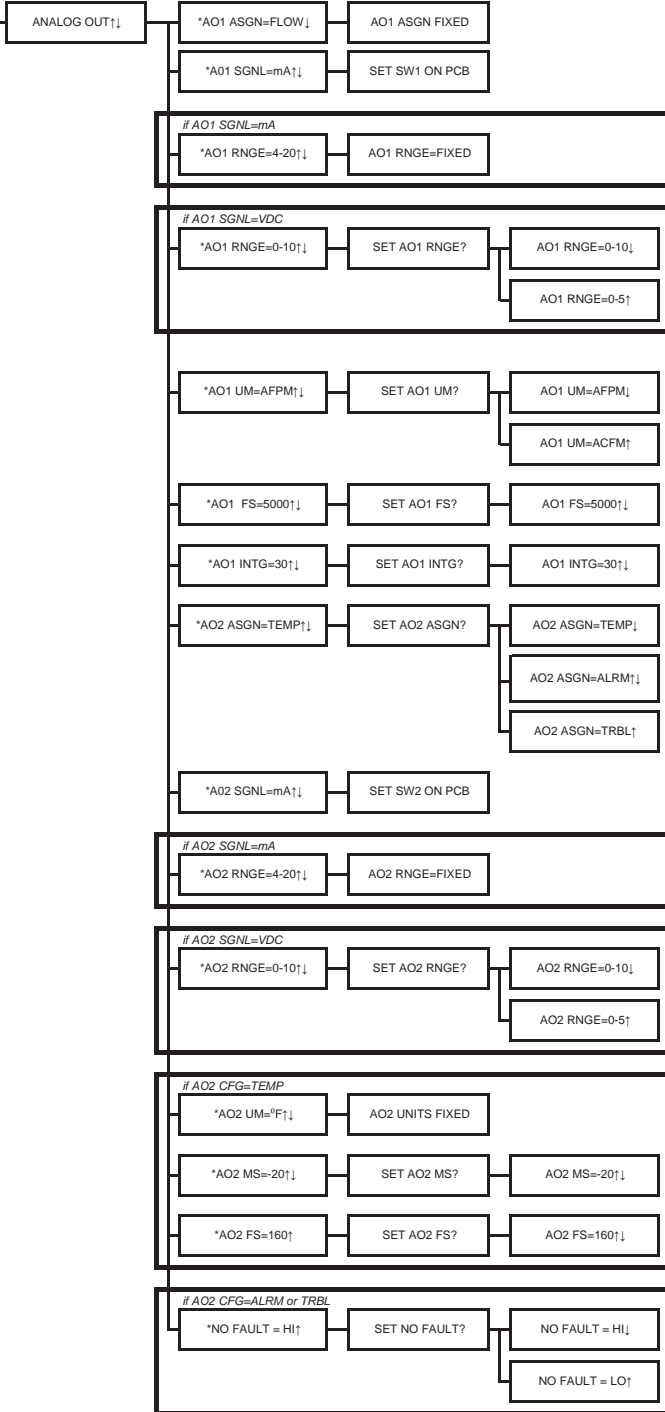 ANALOG OUT↑↓
*AO1 ASGN=FLOW↓
AO1 ASGN FIXED
*A01 SGNL=mA↑↓
SET SW1 ON PCB
if AO1 SGNL=mA
*AO1 RNGE=4-20↑↓
AO1 RNGE=FIXED
if AO1 SGNL=VDC
*AO1 RNGE=0-10↑↓
SET AO1 RNGE?
AO1 RNGE=0-10↓
AO1 RNGE=0-5↑
*AO1 UM=AFPM↑↓
SET AO1 UM?
AO1 UM=AFPM↓
AO1 UM=ACFM↑
*AO1 FS=5000↑↓
SET AO1 FS?
AO1 FS=5000↑↓
*AO1 INTG=30↑↓
SET AO1 INTG?
AO1 INTG=30↑↓
*AO2 ASGN=TEMP↑↓
SET AO2 ASGN?
AO2 ASGN=TEMP↓
AO2 ASGN=ALRM↑↓
AO2 ASGN=TRBL↑
*A02 SGNL=mA↑↓
SET SW2 ON PCB
if AO2 SGNL=mA
*AO2 RNGE=4-20↑↓
AO2 RNGE=FIXED
if AO2 SGNL=VDC
*AO2 RNGE=0-10↑↓
SET AO2 RNGE?
AO2 RNGE=0-10↓
AO2 RNGE=0-5↑
if AO2 CFG=TEMP
*AO2 UM=⁰F↑↓
AO2 UNITS FIXED
*AO2 MS=-20↑↓
SET AO2 MS?
AO2 MS=-20↑↓
*AO2 FS=160↑
SET AO2 FS?
AO2 FS=160↑↓
if AO2 CFG=ALRM or TRBL
*NO FAULT = HI↑
SET NO FAULT?
NO FAULT = HI↓
NO FAULT = LO↑